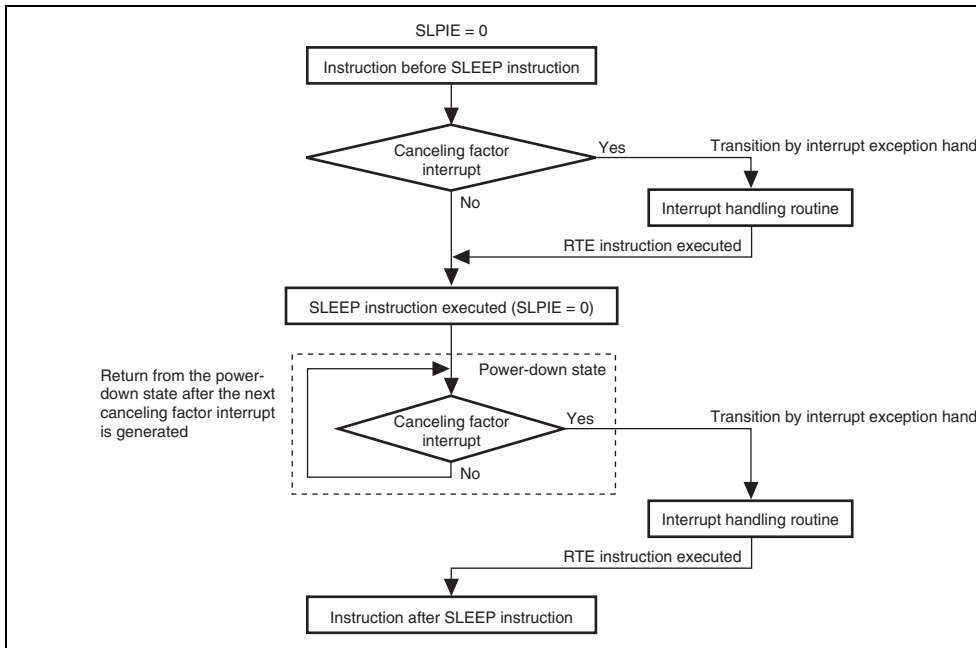 SLPIE = 0
Instruction before SLEEP instruction
Canceling factor
interrupt
Yes
Transition by interrupt exception hand
No
Interrupt handling routine
RTE instruction executed
SLEEP instruction executed (SLPIE = 0)
Return from the power-
down state after the next
canceling factor interrupt
is generated
Power-down state
Canceling factor
interrupt
Yes
Transition by interrupt exception hand
No
Interrupt handling routine
RTE instruction executed
Instruction after SLEEP instruction